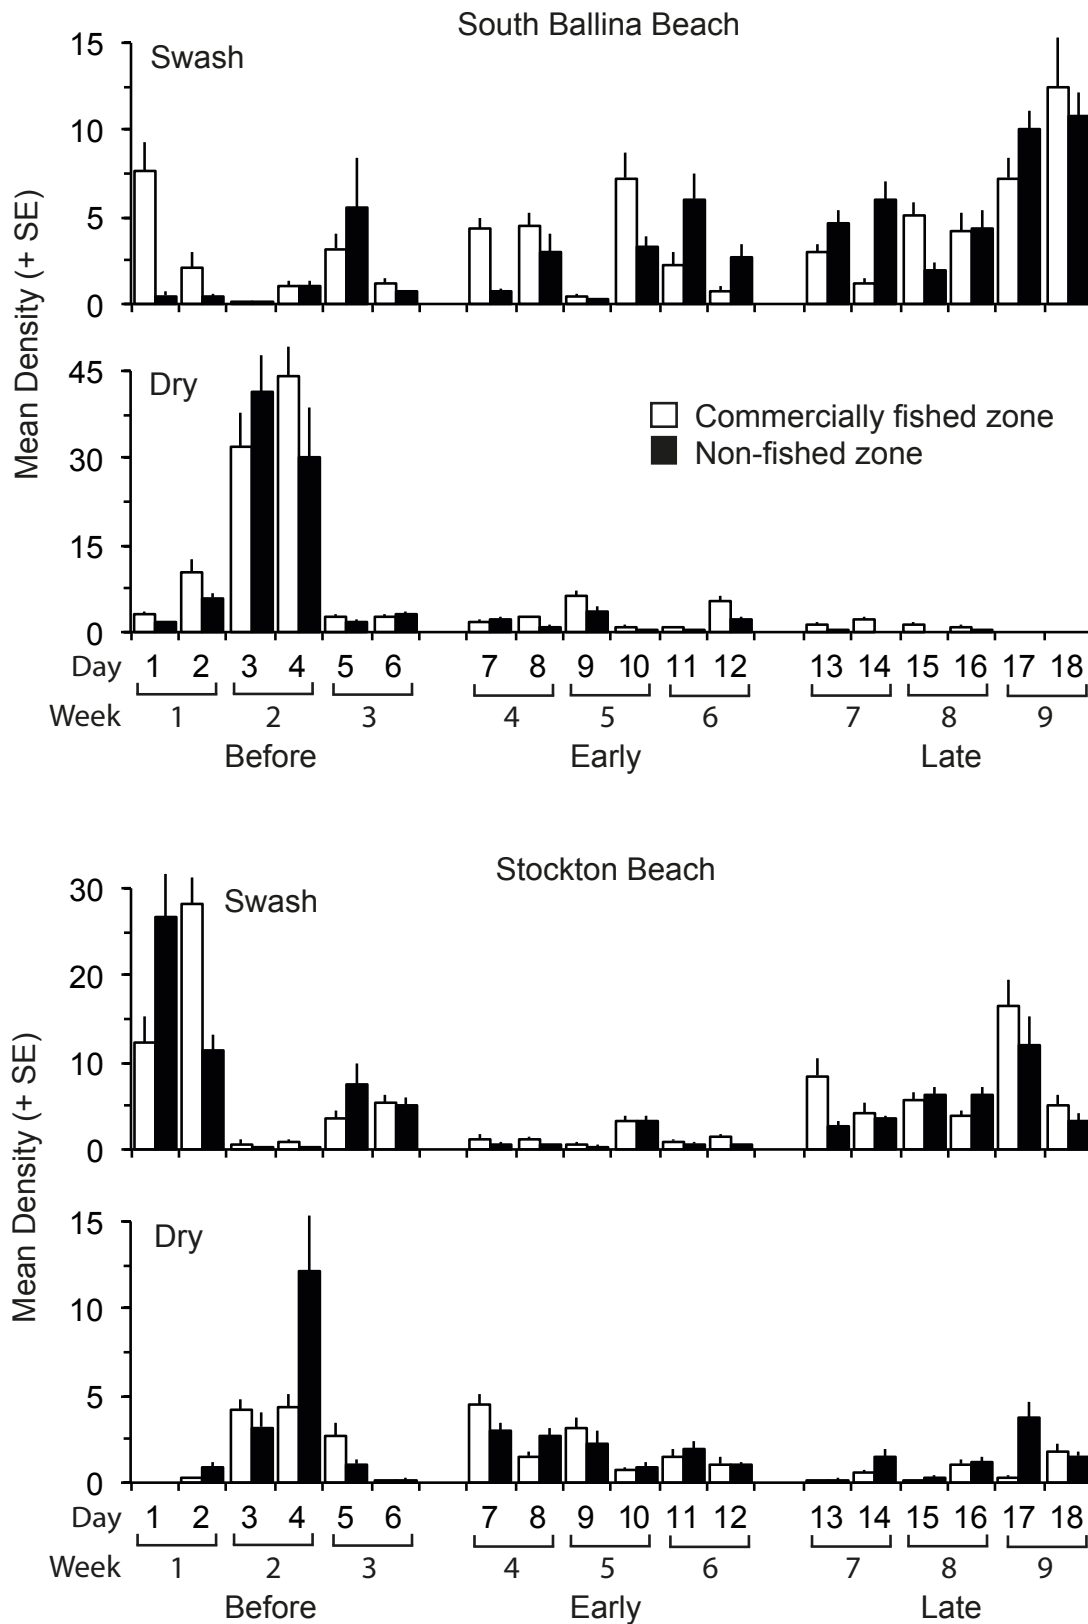 South Ballina Beach
Swash
15
10
5
0
Mean Density (+ SE)
Dry
45
30
15
0
Commercially fished zone
Non-fished zone
Day 1 2 3 4 5 6 7 8 9 10 11 12 13 14 15 16 17 18
Week 1 2 3 4 5 6 7 8 9
Before Early Late
Stockton Beach
Swash
30
20
10
0
Mean Density (+ SE)
Dry
15
10
5
0
Day 1 2 3 4 5 6 7 8 9 10 11 12 13 14 15 16 17 18
Week 1 2 3 4 5 6 7 8 9
Before Early Late